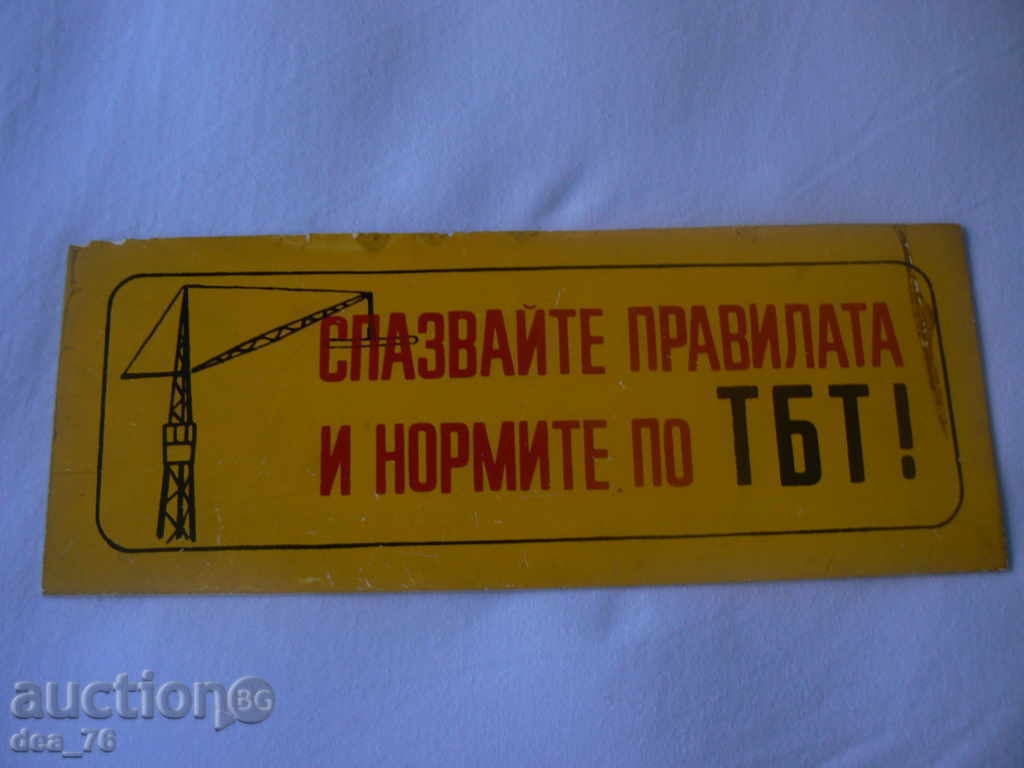 СПАЗВАЙТЕ ПРАВИЛАТА
И НОРМИТЕ ПО ТБТ!
auction BG
dea_76